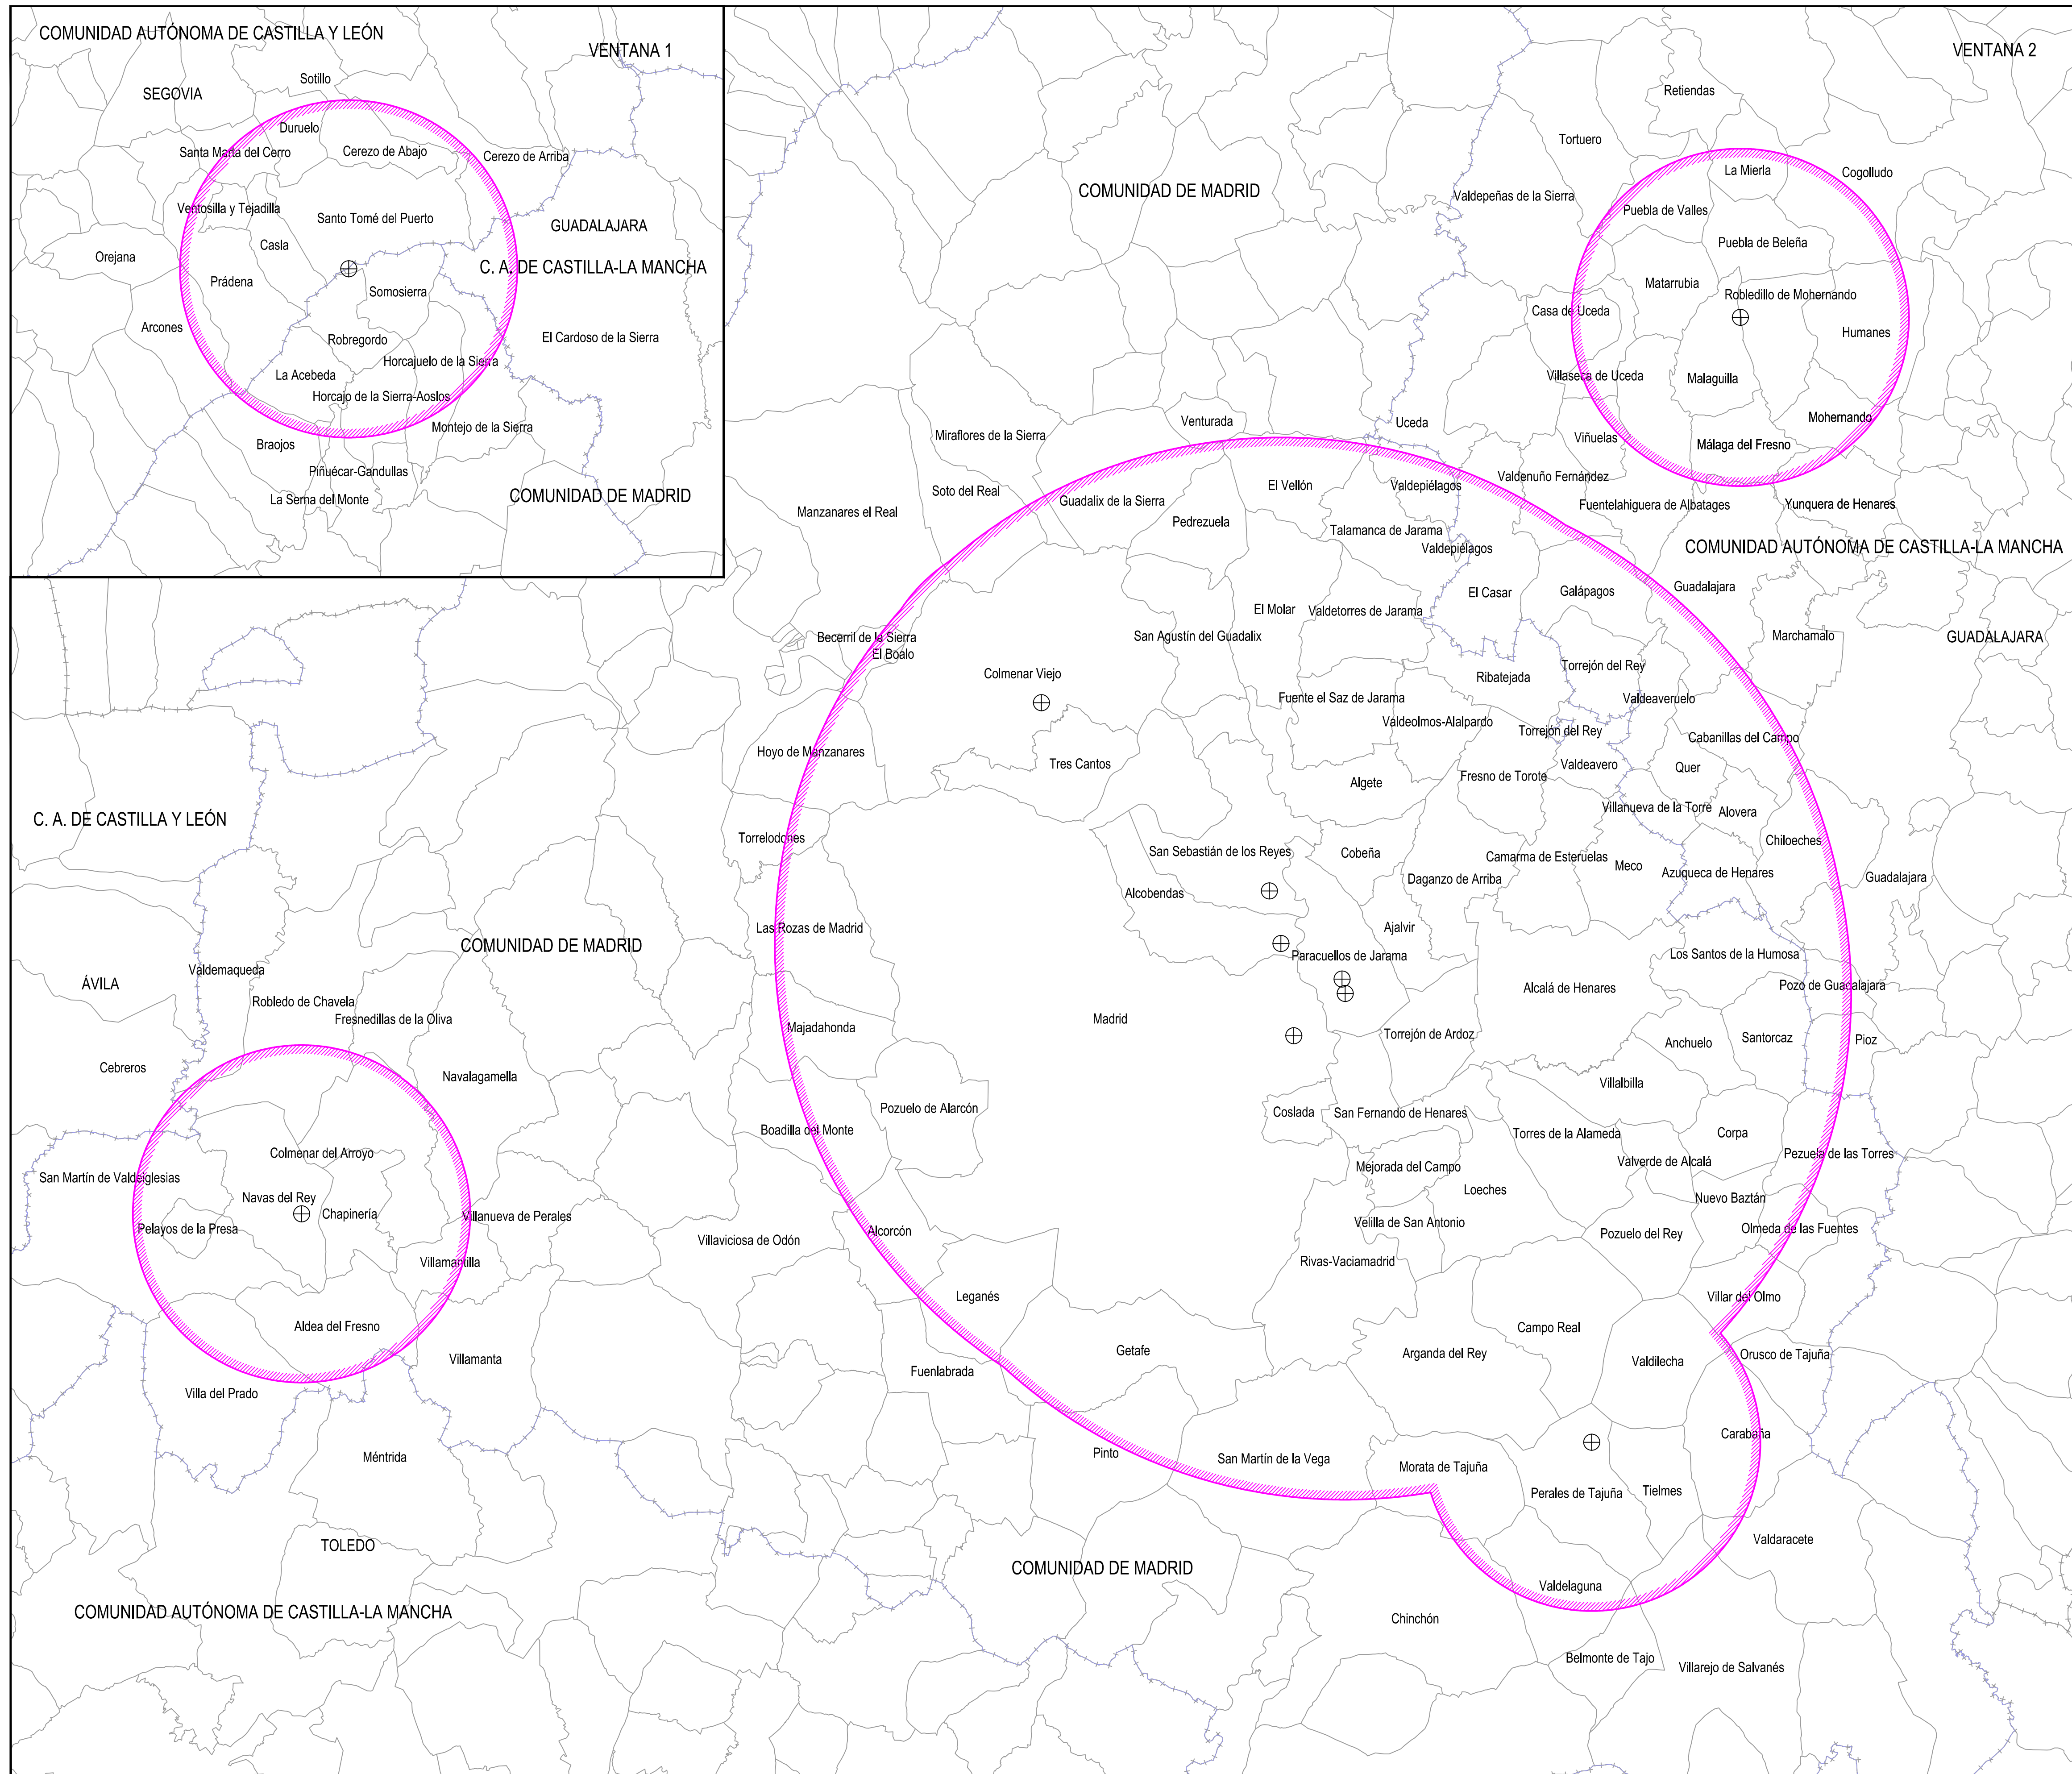 COMUNIDAD AUTÓNOMA DE CASTILLA Y LEÓN
VENTANA 1
Sotillo
SEGOVIA
Duruelo
Santa Marta del Cerro
Cerezo de Abajo
Cerezo de Arriba
Ventosilla y Tejadilla
Santo Tomé del Puerto
GUADALAJARA
Casla
Orejana
C. A. DE CASTILLA-LA MANCHA
Prádena
Somosierra
Arcones
Robregordo
El Cardoso de la Sierra
Horcajuelo de la Sierra
La Acebeda
Horcajo de la Sierra-Aoslos
Montejo de la Sierra
Braojos
Piñuécar-Gandullas
La Serna del Monte
COMUNIDAD DE MADRID
VENTANA 2
Retiendas
Tortuero
La Mierla
Cogolludo
COMUNIDAD DE MADRID
Valdepeñas de la Sierra
Puebla de Valles
Puebla de Beleña
Matarrubia
Robledillo de Mohernando
Casa de Uceda
Humanes
Villaseca de Uceda
Malaguilla
Mohernando
Venturada
Uceda
Miraflores de la Sierra
Viñuelas
Málaga del Fresno
Valdenuño Fernández
Soto del Real
Guadalix de la Sierra
El Vellón
Valdepiélagos
Fuentelahiguera de Albatages
Yunquera de Henares
Manzanares el Real
Pedrezuela
Talamanca de Jarama
Valdepiélagos
COMUNIDAD AUTÓNOMA DE CASTILLA-LA MANCHA
El Casar
Galápagos
Guadalajara
El Molar
Valdetorres de Jarama
Becerril de la Sierra
San Agustín del Guadalix
Marchamalo
GUADALAJARA
El Boalo
Colmenar Viejo
Ribatejada
Torrejón del Rey
Fuente el Saz de Jarama
Valdeaveruelo
Valdeolmos-Alalpardo
Torrejón del Rey
Cabanillas del Campo
Hoyo de Manzanares
Tres Cantos
Valdeavero
Quer
Algete
Fresno de Torote
Villanueva de la Torre
Alovera
C. A. DE CASTILLA Y LEÓN
Torrelodones
Chiloeches
San Sebastián de los Reyes
Cobeña
Camarma de Esteruelas
Meco
Azuqueca de Henares
Guadalajara
Daganzo de Arriba
Alcobendas
Las Rozas de Madrid
Ajalvir
COMUNIDAD DE MADRID
Paracuellos de Jarama
Los Santos de la Humosa
Valdemaqueda
ÁVILA
Alcalá de Henares
Pozo de Guadalajara
Robledo de Chavela
Fresnedillas de la Oliva
Madrid
Majadahonda
Torrejón de Ardoz
Anchuelo
Santorcaz
Pioz
Cebreros
Navalagamella
Villalbilla
Pozuelo de Alarcón
Coslada
San Fernando de Henares
Boadilla del Monte
Torres de la Alameda
Corpa
Colmenar del Arroyo
Pezuela de las Torres
Valverde de Alcalá
Mejorada del Campo
San Martín de Valdeiglesias
Loeches
Navas del Rey
Nuevo Baztán
Chapinería
Villanueva de Perales
Pelayos de la Presa
Velilla de San Antonio
Olmeda de las Fuentes
Alcorcón
Pozuelo del Rey
Villaviciosa de Odón
Villamantilla
Rivas-Vaciamadrid
Leganés
Villar del Olmo
Aldea del Fresno
Campo Real
Getafe
Arganda del Rey
Orusco de Tajuña
Villamanta
Valdilecha
Fuenlabrada
Villa del Prado
Carabaña
Pinto
San Martín de la Vega
Méntrida
Morata de Tajuña
Perales de Tajuña
Tielmes
TOLEDO
Valdaracete
COMUNIDAD DE MADRID
Valdelaguna
COMUNIDAD AUTÓNOMA DE CASTILLA-LA MANCHA
Chinchón
Belmonte de Tajo
Villarejo de Salvanés